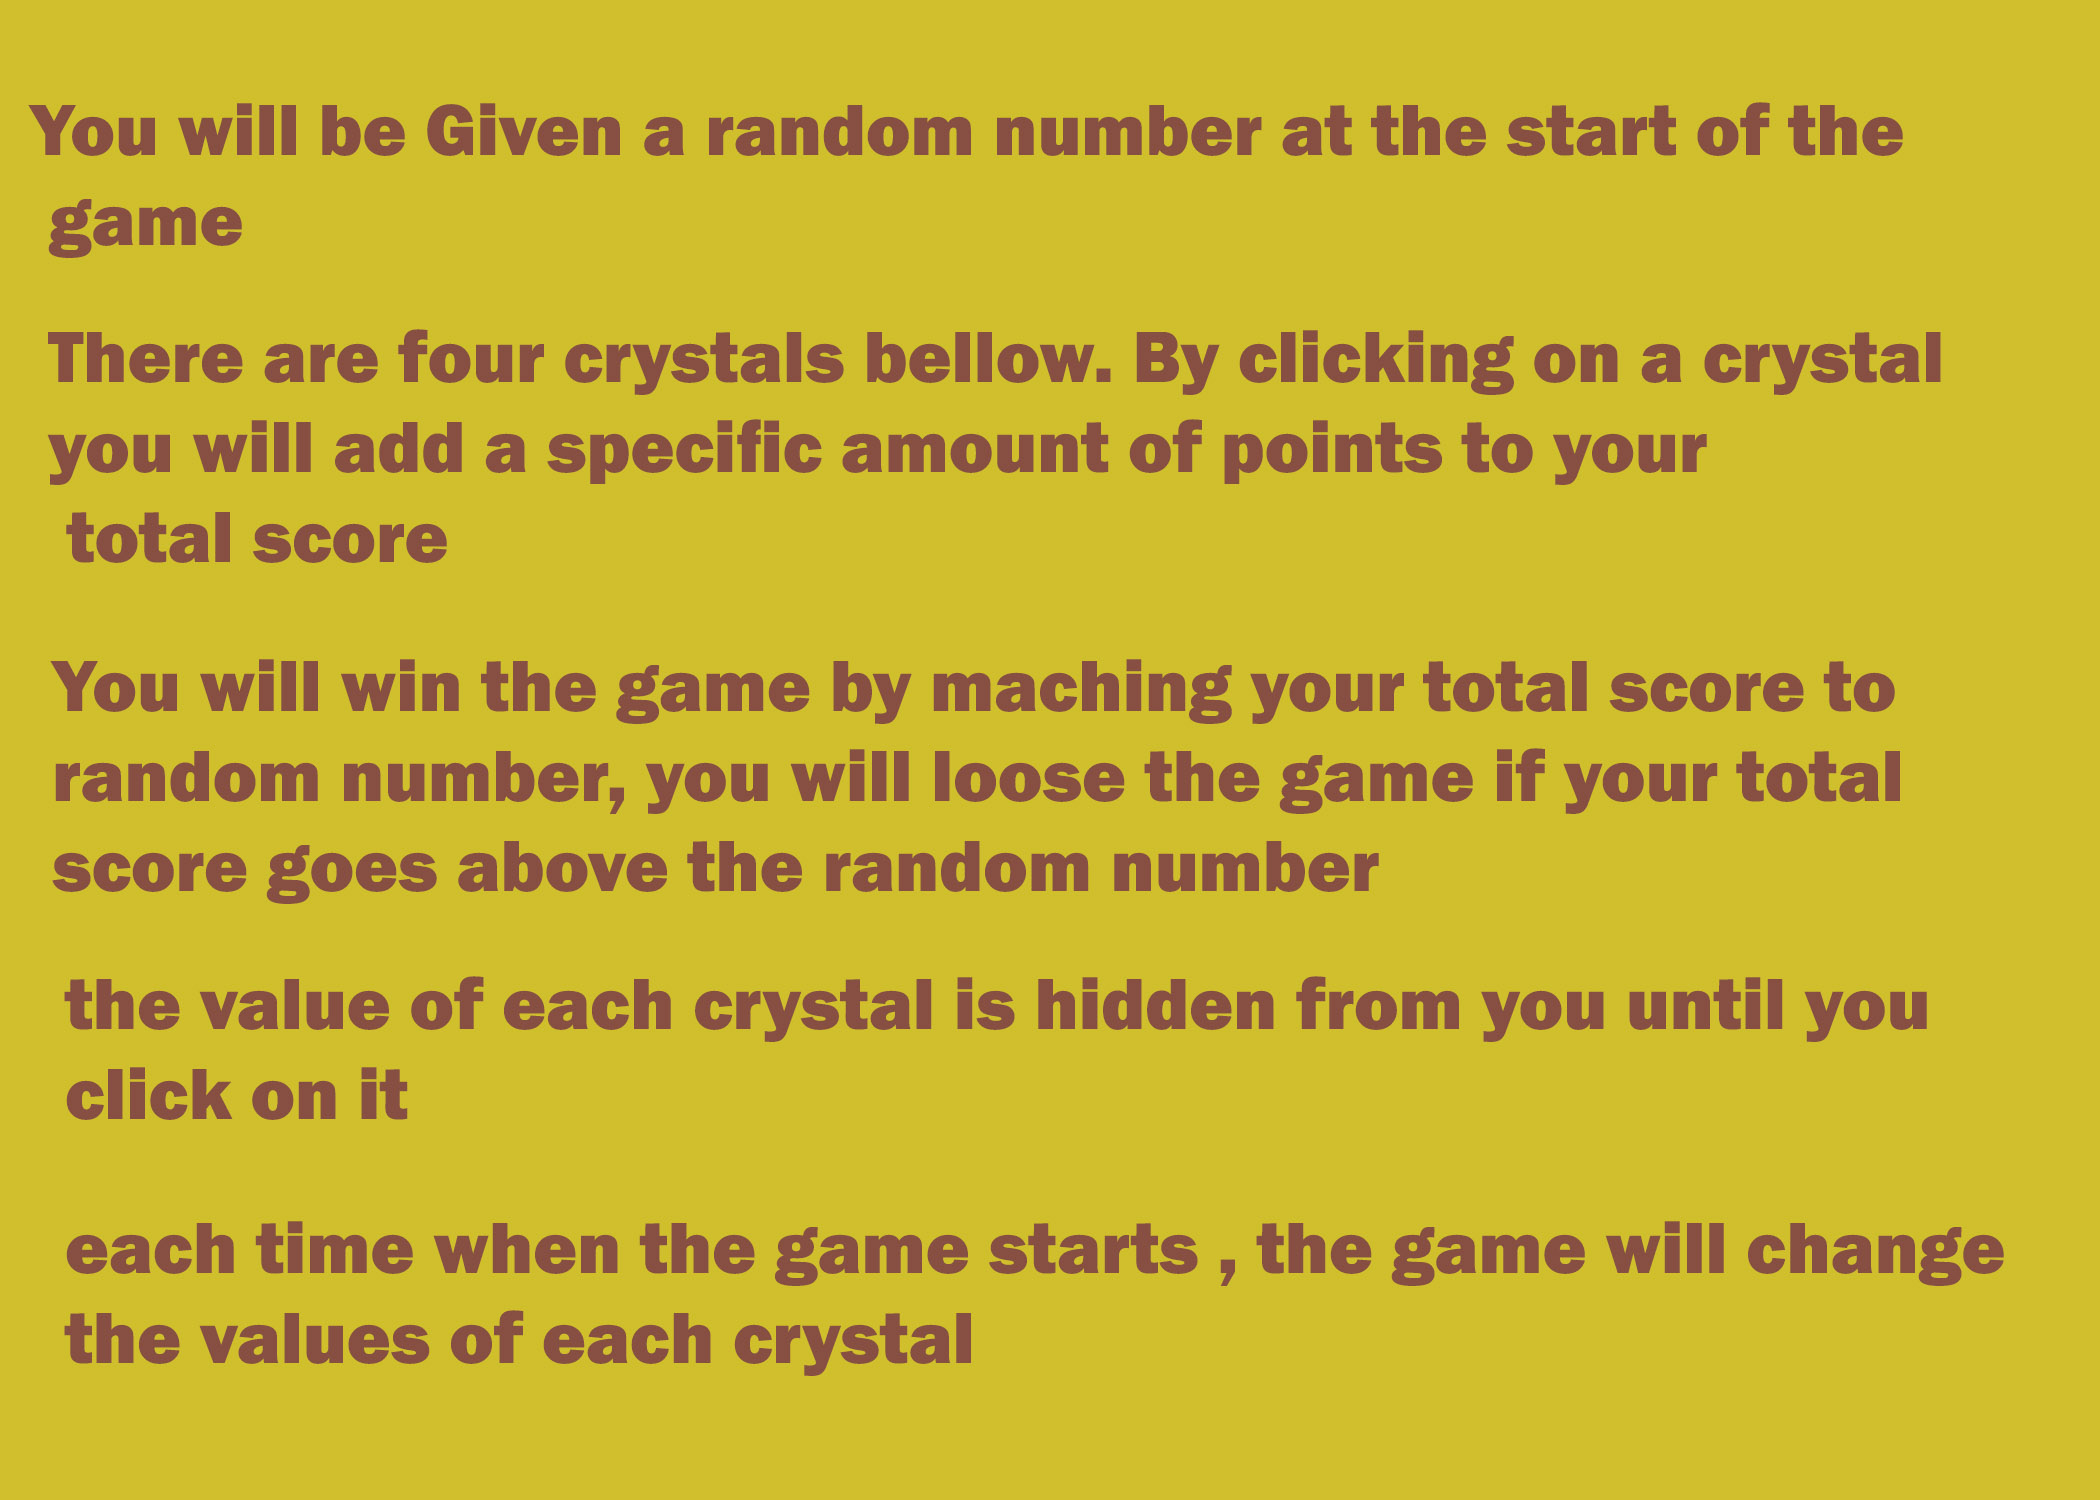 You will be Given a random number at the start of the
game
There are four crystals bellow. By clicking on a crystal
you will add a specific amount of points to your
total score
You will win the game by maching your total score to
random number, you will loose the game if your total
score goes above the random number
the value of each crystal is hidden from you until you
click on it
each time when the game starts , the game will change
the values of each crystal